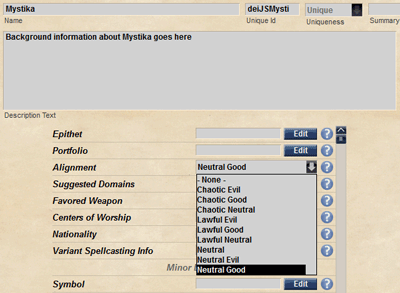 Mystika deiJSMysti Unique
Name Unique Id Uniqueness Summary
Background information about Mystika goes here
Description Text
Epithet Edit ?
Portfolio Edit ?
Alignment Neutral Good ?
Suggested Domains - None - ?
Chaotic Evil
Favored Weapon Chaotic Good ?
Chaotic Neutral
Centers of Worship Lawful Evil ?
Lawful Good
Nationality Lawful Neutral ?
Variant Spellcasting Info Neutral ?
Neutral Evil
Minor
Neutral Good
Symbol Edit ?